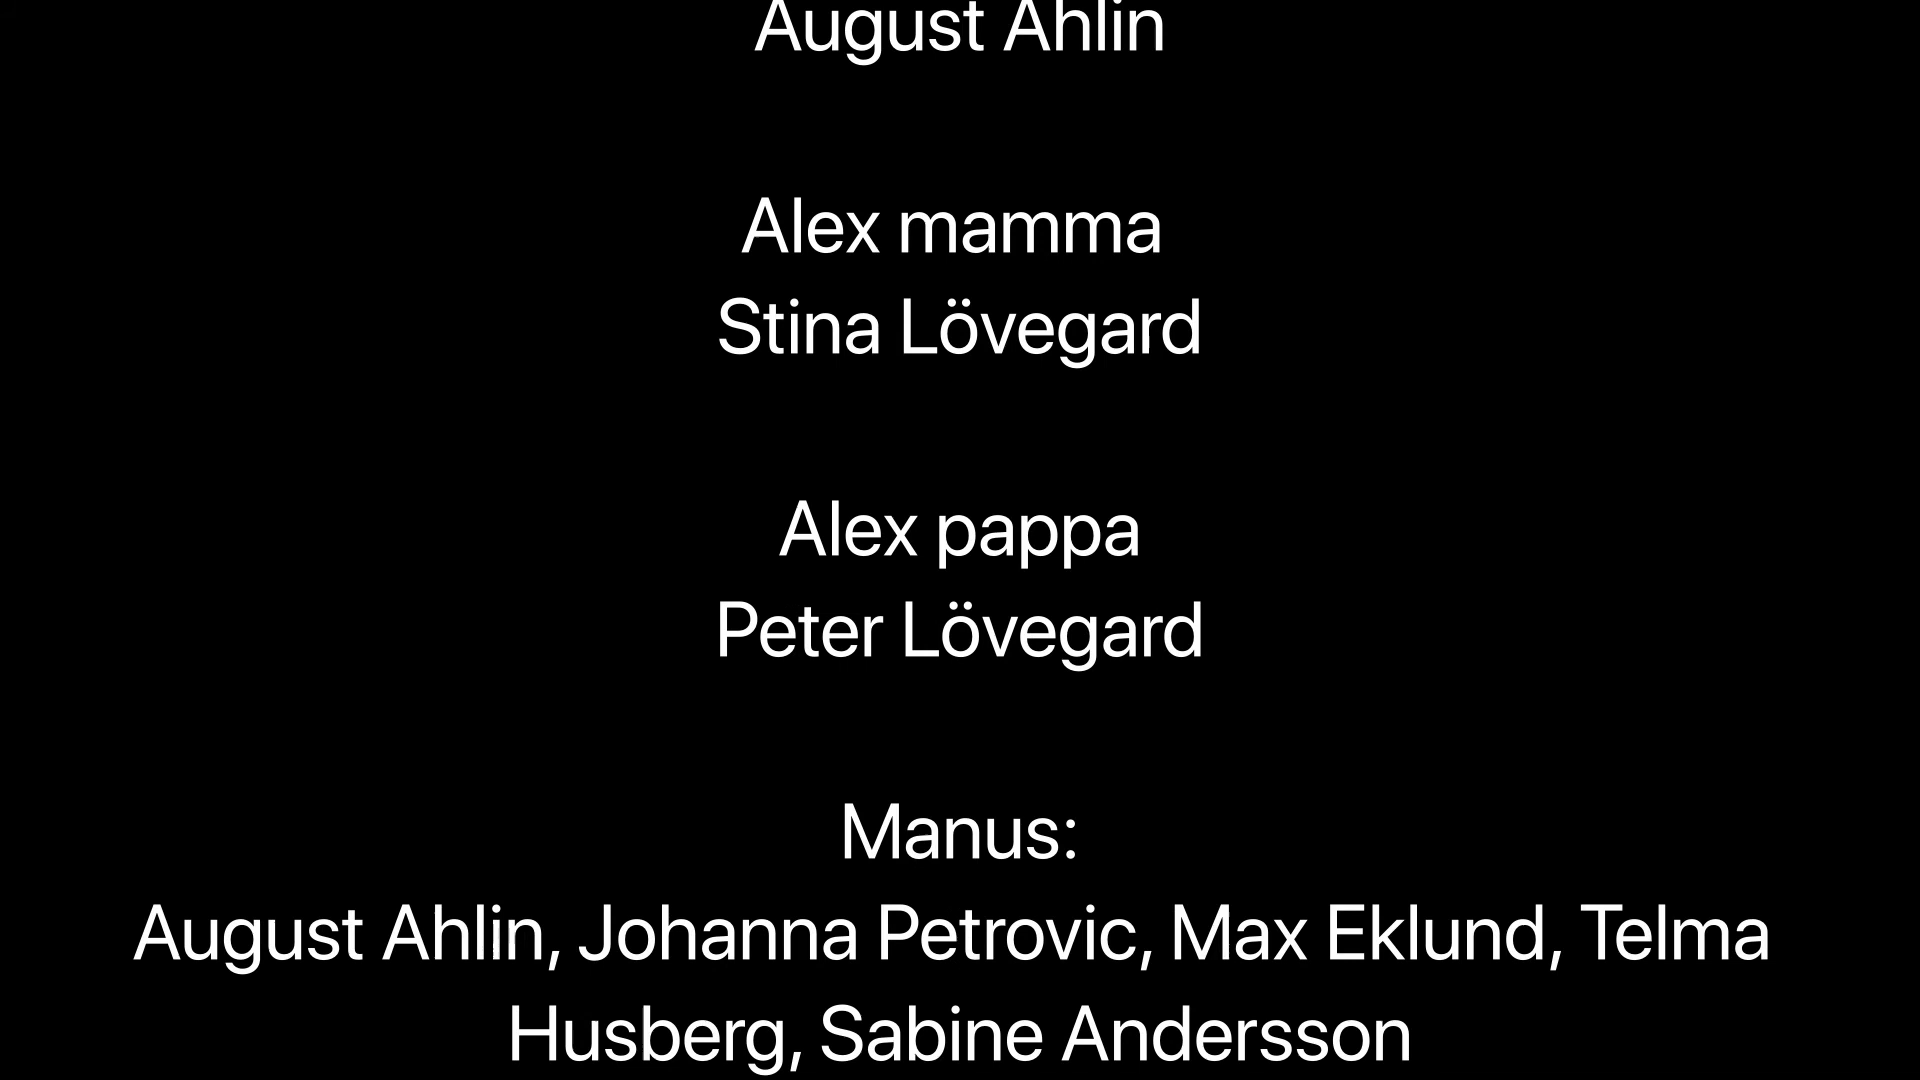 August Ahlin
Alex mamma
Stina Lövegard
Alex pappa
Peter Lövegard
Manus:
August Ahlin, Johanna Petrovic, Max Eklund, Telma
Husberg, Sabine Andersson